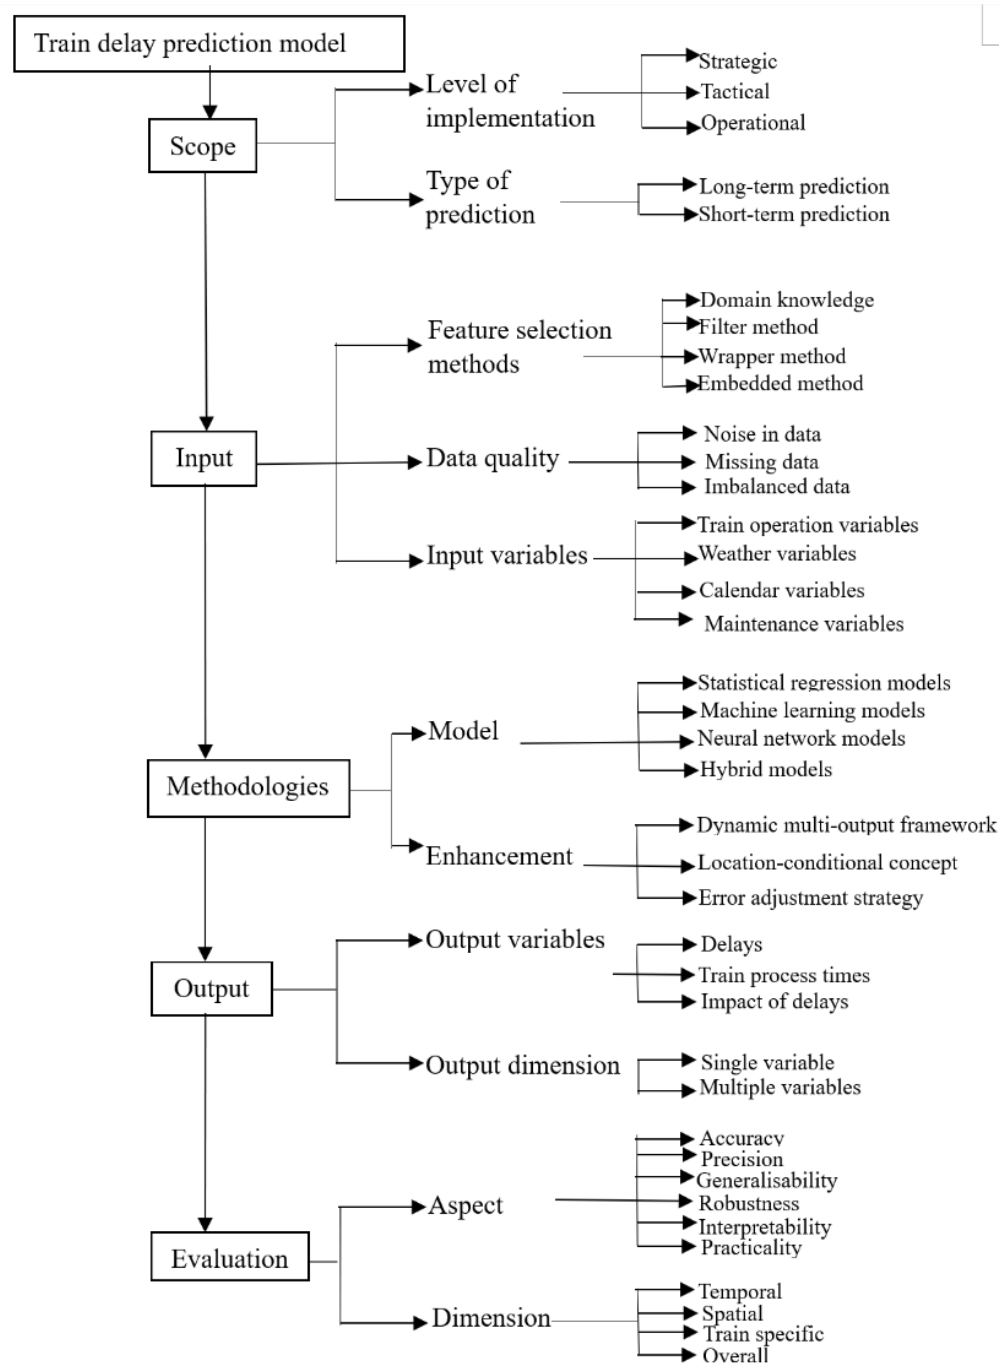 Train delay prediction model
Scope
Level of
implementation
Strategic
Tactical
Operational
Type of
prediction
Long-term prediction
Short-term prediction
Input
Feature selection
methods
Domain knowledge
Filter method
Wrapper method
Embedded method
Data quality
Noise in data
Missing data
Imbalanced data
Input variables
Train operation variables
Weather variables
Calendar variables
Maintenance variables
Methodologies
Model
Statistical regression models
Machine learning models
Neural network models
Hybrid models
Enhancement
Dynamic multi-output framework
Location-conditional concept
Error adjustment strategy
Output
Output variables
Delays
Train process times
Impact of delays
Output dimension
Single variable
Multiple variables
Evaluation
Aspect
Accuracy
Precision
Generalisability
Robustness
Interpretability
Practicality
Dimension
Temporal
Spatial
Train specific
Overall